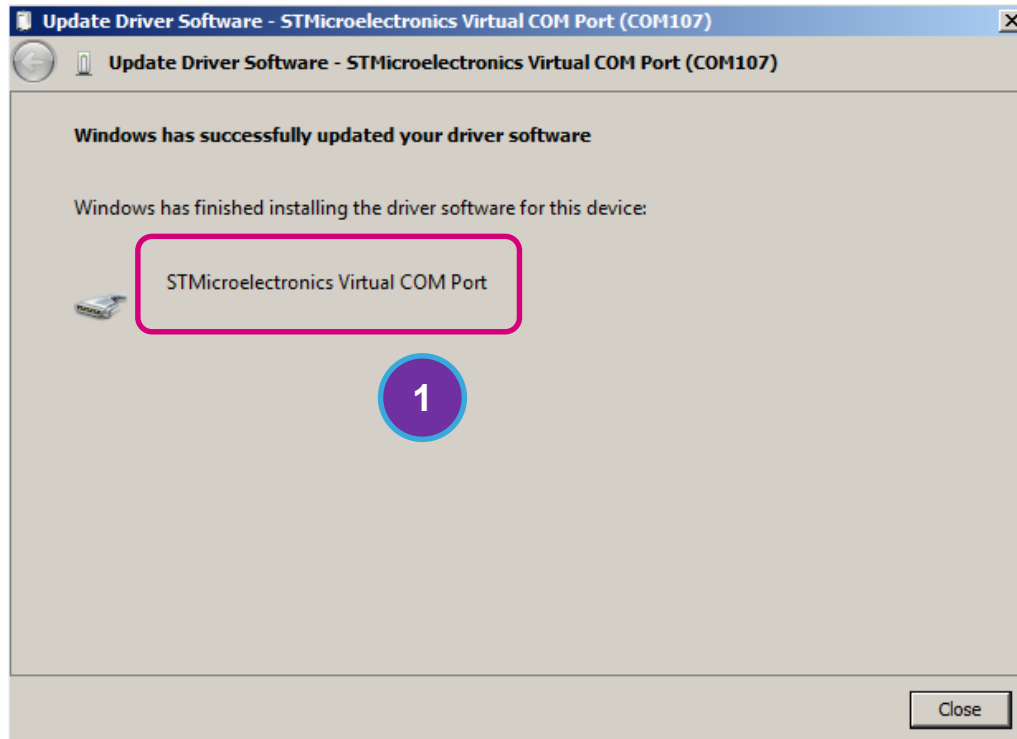 Update Driver Software - STMicroelectronics Virtual COM Port (COM107)
Update Driver Software - STMicroelectronics Virtual COM Port (COM107)
Windows has successfully updated your driver software
Windows has finished installing the driver software for this device:
STMicroelectronics Virtual COM Port
1
Close